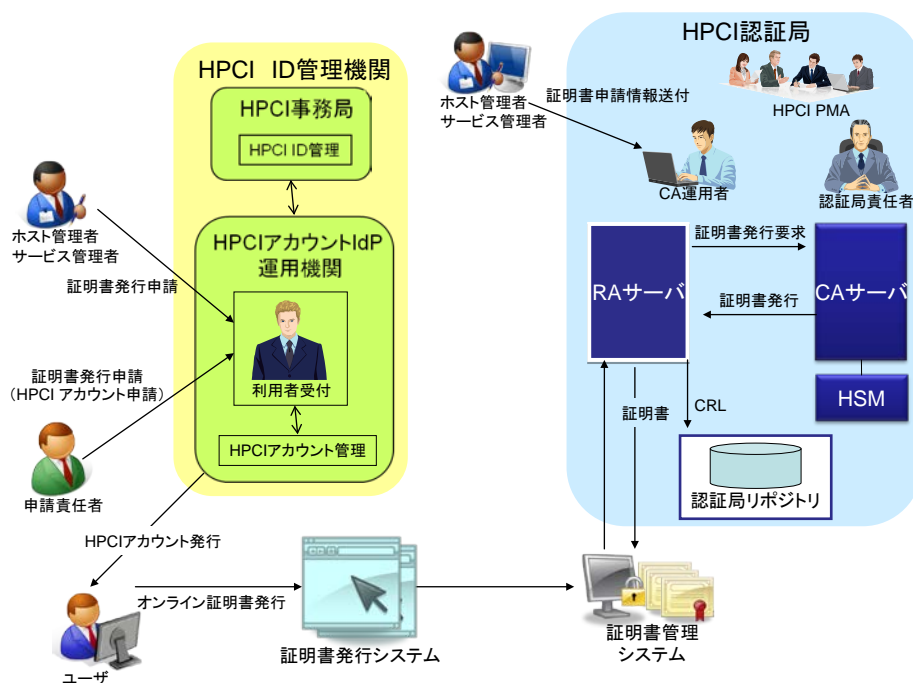 HPCI ID管理機関
HPCI事務局
HPCI ID管理
HPCIアカウントIdP
運用機関
利用者受付
HPCIアカウント管理
ホスト管理者
サービス管理者
証明書発行申請
証明書発行申請
(HPCI アカウント申請)
申請責任者
HPCIアカウント発行
ユーザ
オンライン証明書発行
証明書発行システム
証明書管理
システム
ホスト管理者
サービス管理者
証明書申請情報送付
HPCI認証局
HPCI PMA
CA運用者
認証局責任者
RAサーバ
証明書発行要求
証明書発行
CAサーバ
HSM
証明書
CRL
認証局リポジトリ